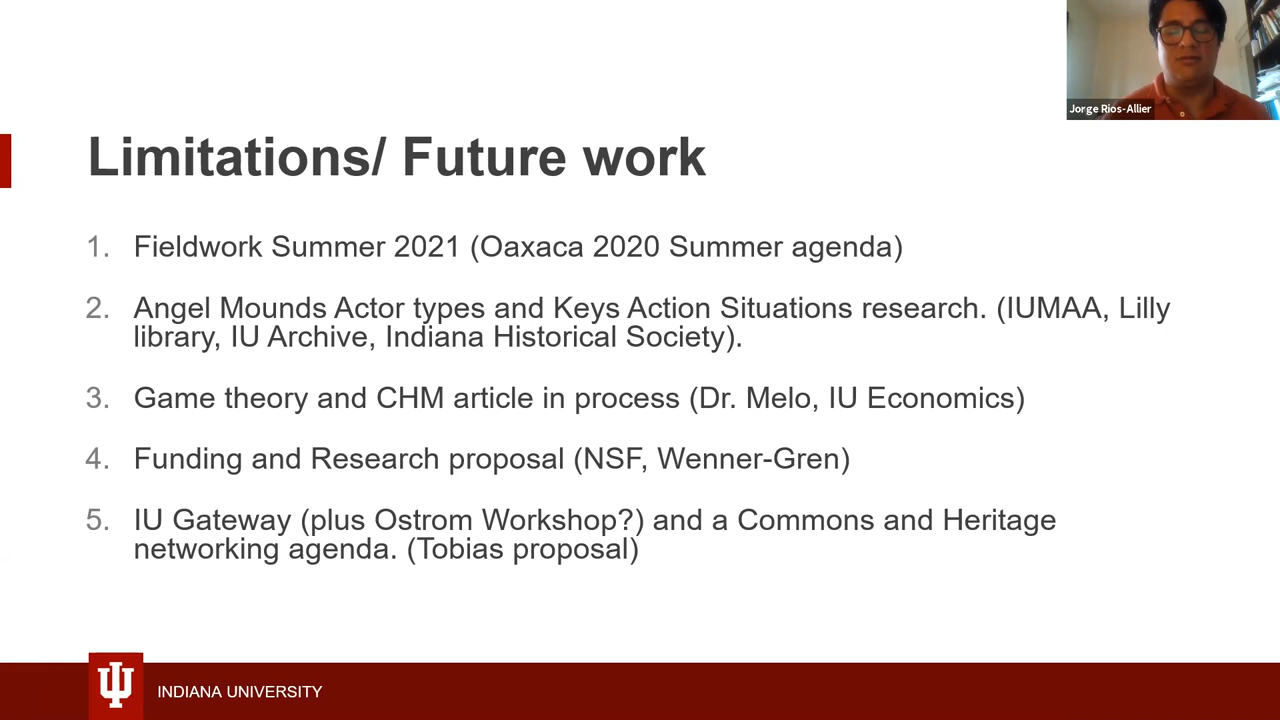 Jorge Rios-Allier
Limitations/ Future work
1. Fieldwork Summer 2021 (Oaxaca 2020 Summer agenda)
2. Angel Mounds Actor types and Keys Action Situations research. (IUMAA, Lilly
library, IU Archive, Indiana Historical Society).
3. Game theory and CHM article in process (Dr. Melo, IU Economics)
4. Funding and Research proposal (NSF, Wenner-Gren)
5. IU Gateway (plus Ostrom Workshop?) and a Commons and Heritage
networking agenda. (Tobias proposal)
INDIANA UNIVERSITY